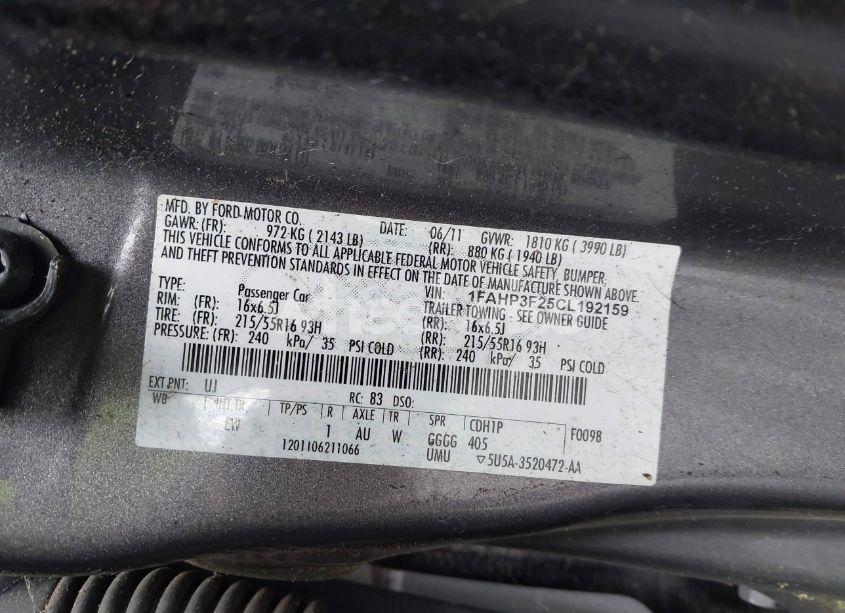 MFD. BY FORD MOTOR CO. DATE: 06/11 GVWR: 1810 KG ( 3990 LB)
GAWR: (FR): 972 KG ( 2143 LB) (RR): 880 KG ( 1940 LB)
THIS VEHICLE CONFORMS TO ALL APPLICABLE FEDERAL MOTOR VEHICLE SAFETY, BUMPER,
AND THEFT PREVENTION STANDARDS IN EFFECT ON THE DATE OF MANUFACTURE SHOWN ABOVE.
VIN: 1FAHP3F25CL192159
TYPE: Passenger Car TRAILER TOWING - SEE OWNER GUIDE
RIM: (FR): 16x6.5J (RR): 16x6.5J
TIRE: (FR): 215/55R16 93H (RR): 215/55R16 93H
PRESSURE: (FR): 240 kPa/ 35 PSI COLD (RR): 240 kPa/ 35 PSI COLD
EXT PNT: UJ RC: 83 DSO:
WB INT TR TP/PS R AXLE TR SPR CDH1P F0098
EW 1 AU W GGGG 405
1201106211066 UMU ▽5U5A-3520472-AA